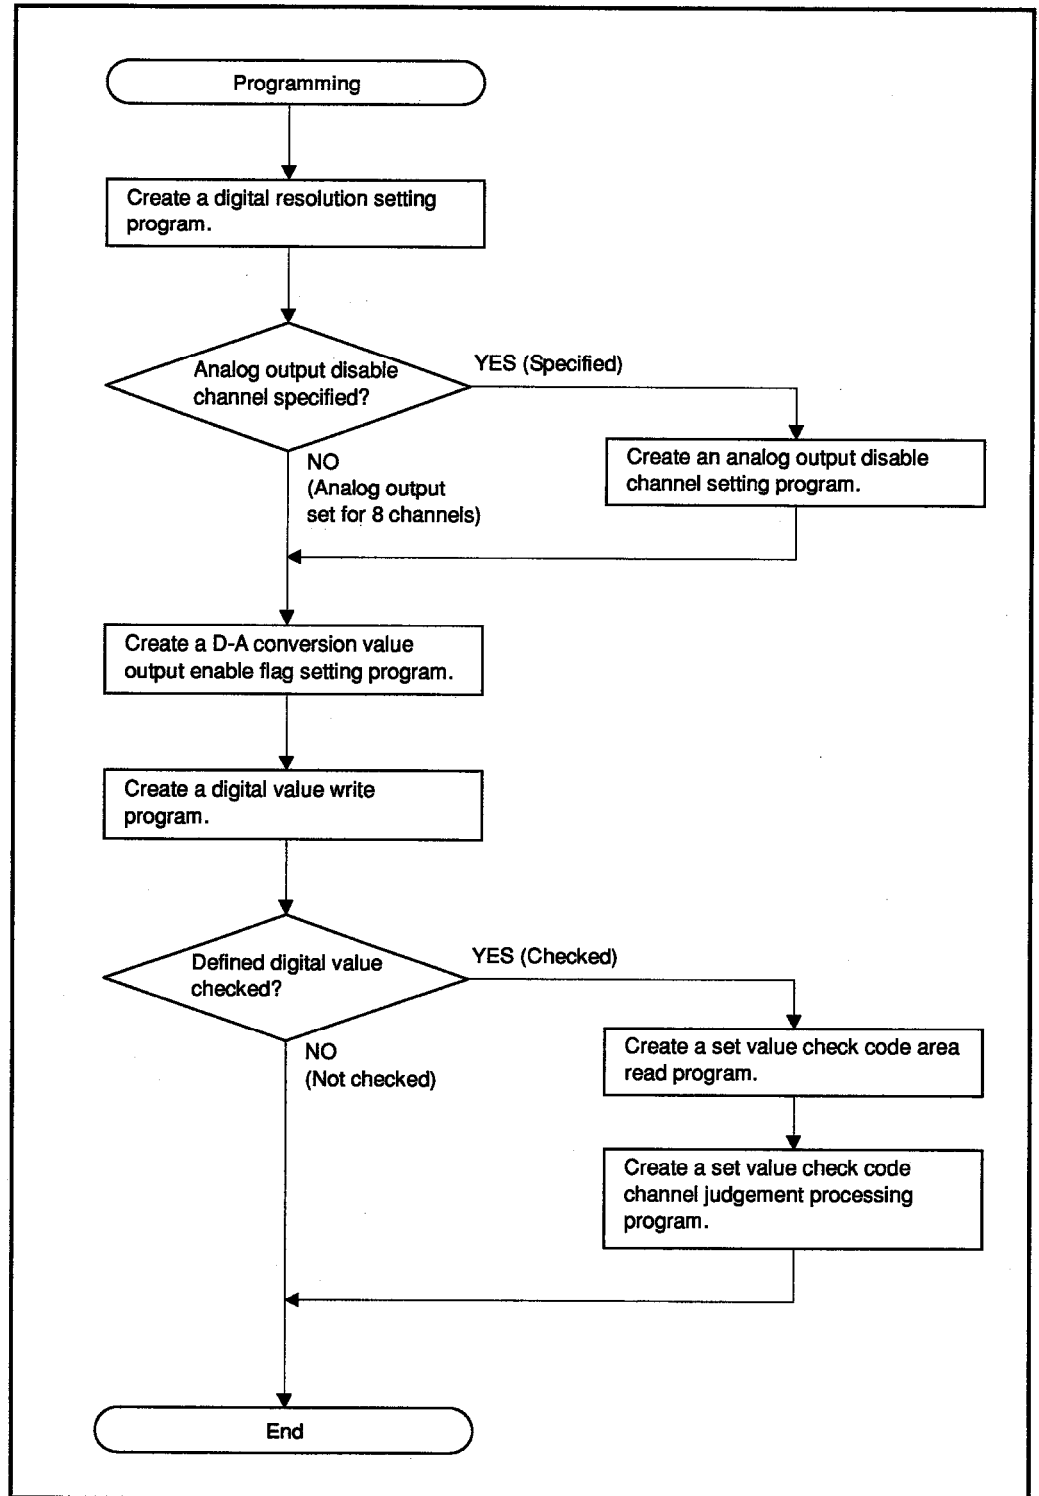 Programming
Create a digital resolution setting
program.
Analog output disable
channel specified?
YES (Specified)
NO
(Analog output
set for 8 channels)
Create an analog output disable
channel setting program.
Create a D-A conversion value
output enable flag setting program.
Create a digital value write
program.
Defined digital value
checked?
YES (Checked)
NO
(Not checked)
Create a set value check code area
read program.
Create a set value check code
channel judgement processing
program.
End